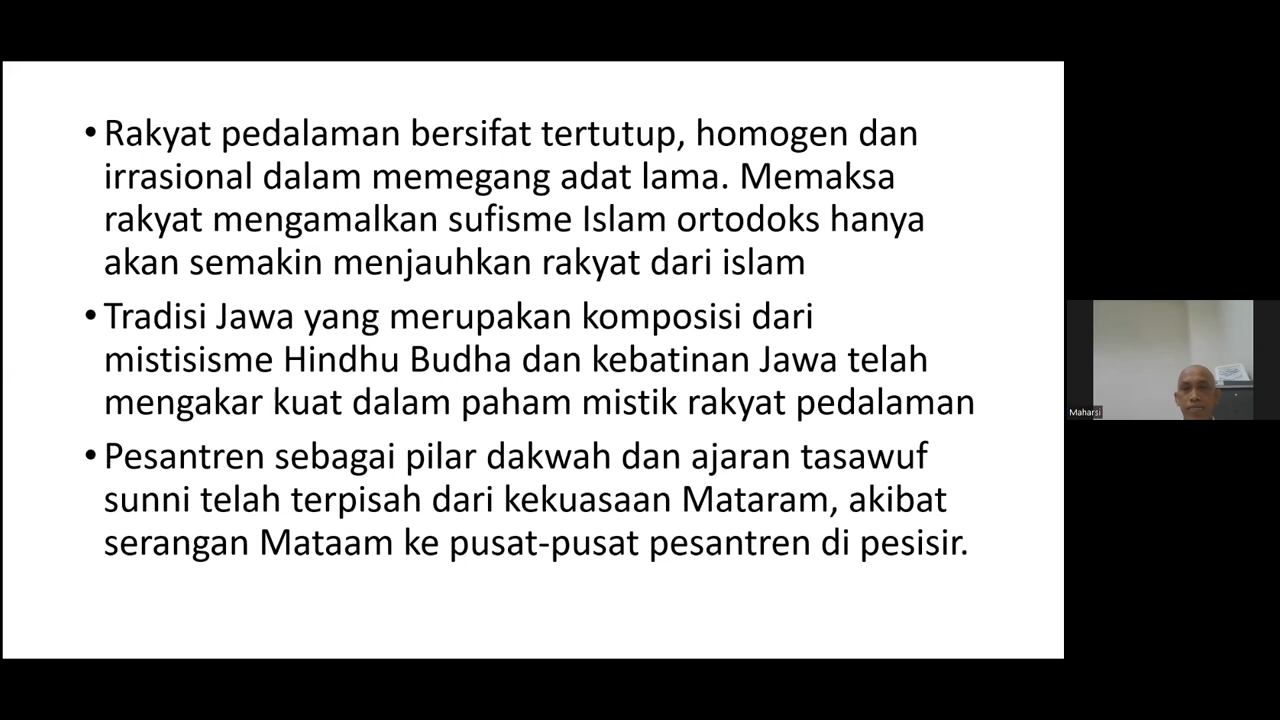 • Rakyat pedalaman bersifat tertutup, homogen dan
irrasional dalam memegang adat lama. Memaksa
rakyat mengamalkan sufisme Islam ortodoks hanya
akan semakin menjauhkan rakyat dari islam
• Tradisi Jawa yang merupakan komposisi dari
mistisisme Hindhu Budha dan kebatinan Jawa telah
mengakar kuat dalam paham mistik rakyat pedalaman
• Pesantren sebagai pilar dakwah dan ajaran tasawuf
sunni telah terpisah dari kekuasaan Mataram, akibat
serangan Mataam ke pusat-pusat pesantren di pesisir.
Maharsi